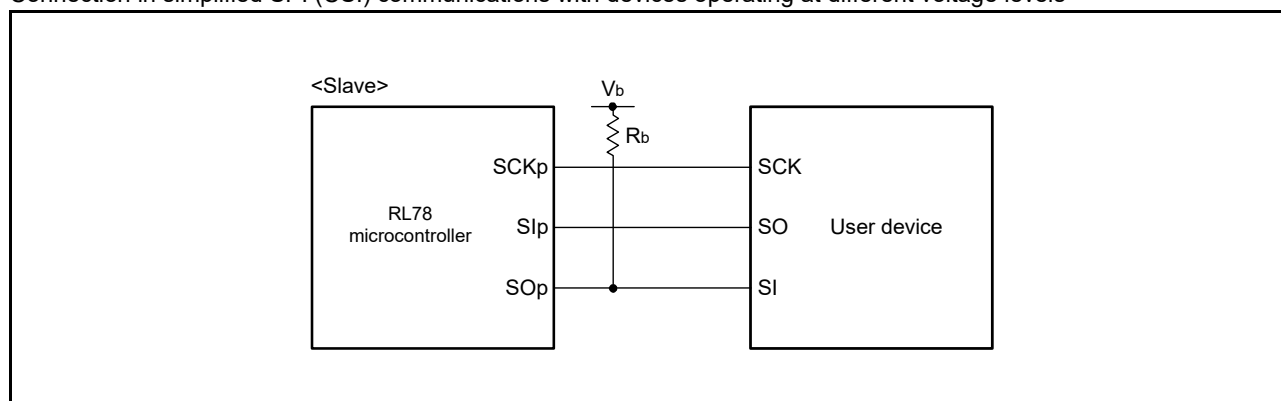 Connection in simplified SPI (CSI) communications with devices operating at different voltage levels
<Slave>
Vb
Rb
SCKp
SCK
RL78
microcontroller
SIp
SO
User device
SOp
SI